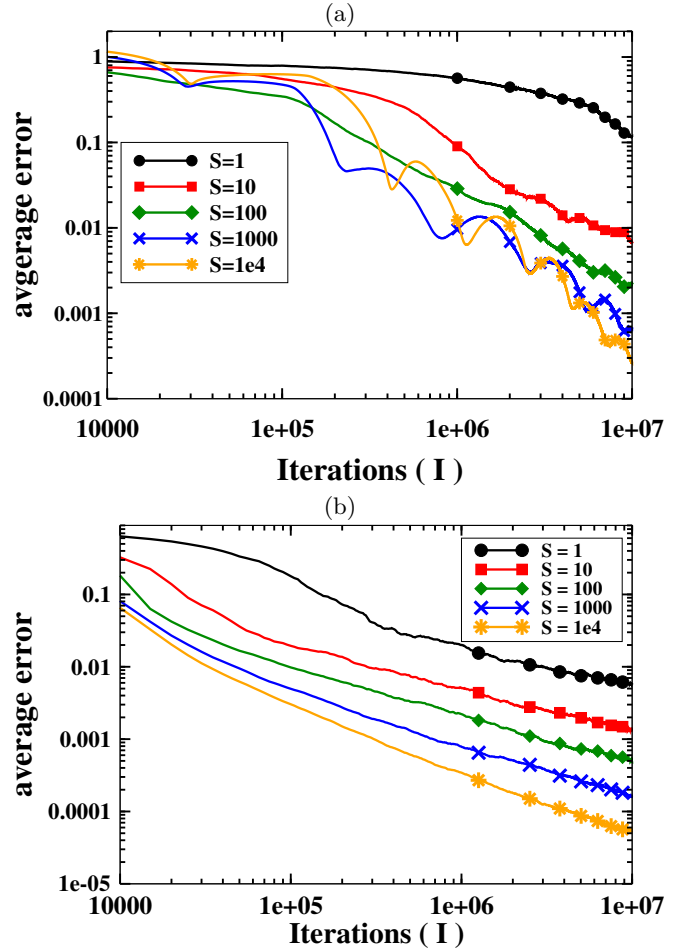 (a)
1
0.1
0.01
0.001
0.0001
avgerage error
S=1
S=10
S=100
S=1000
S=1e4
10000
1e+05
1e+06
1e+07
Iterations ( I )
(b)
0.1
0.01
0.001
0.0001
1e-05
average error
S = 1
S = 10
S = 100
S = 1000
S = 1e4
10000
1e+05
1e+06
1e+07
Iterations ( I )